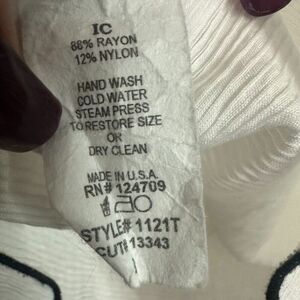 IC
88% RAYON
12% NYLON
HAND WASH
COLD WATER
STEAM PRESS
TO RESTORE SIZE
OR
DRY CLEAN
MADE IN U.S.A.
RN# 124709
STYLE# 1121T
CUT# 13343